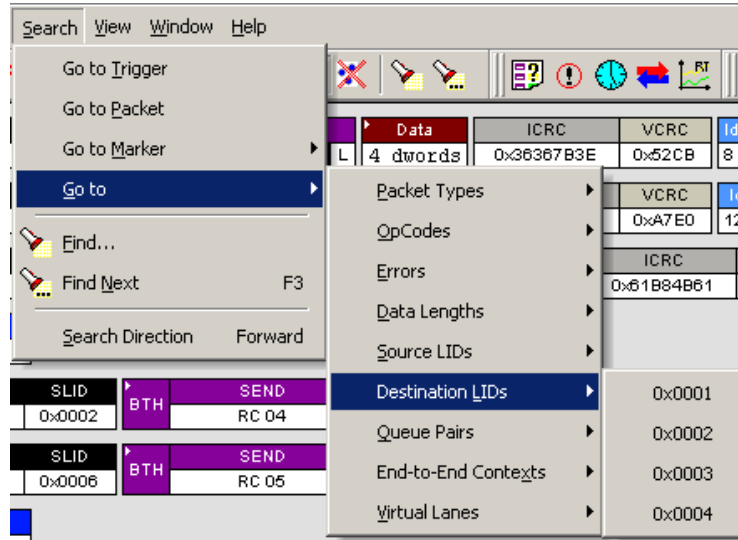 Search View Window Help
Go to Trigger
Go to Packet
Go to Marker
Go to
Find...
Find Next F3
Search Direction Forward
RT
Data ICRC VCRC Id
L 4 dwords 0x36367B3E 0x52CB 8
Packet Types
OpCodes
Errors
Data Lengths
Source LIDs
Destination LIDs
Queue Pairs
End-to-End Contexts
Virtual Lanes
VCRC
0xA7E0 12
ICRC
0x61B84B61
0x0001
0x0002
0x0003
0x0004
SLID BTH SEND
0x0002 RC 04
SLID BTH SEND
0x0006 RC 05